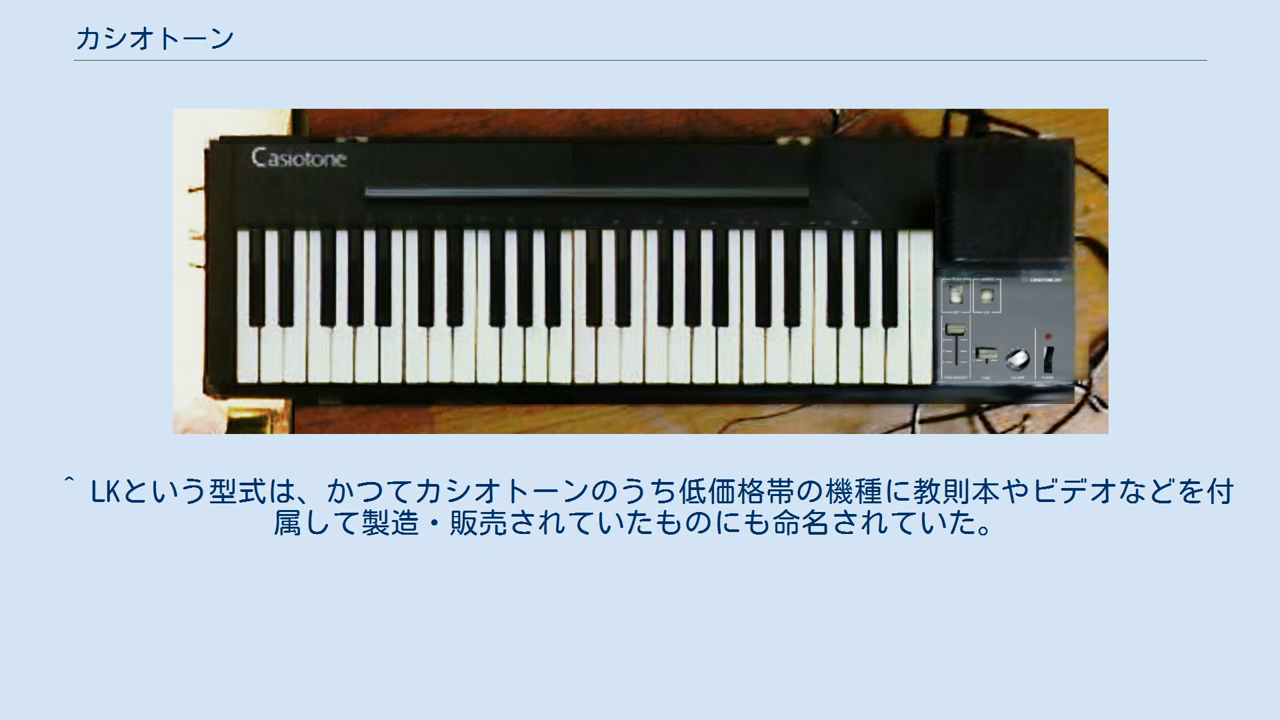 カシオトーン
Casiotone
^ LKという型式は、かつてカシオトーンのうち低価格帯の機種に教則本やビデオなどを付
属して製造・販売されていたものにも命名されていた。